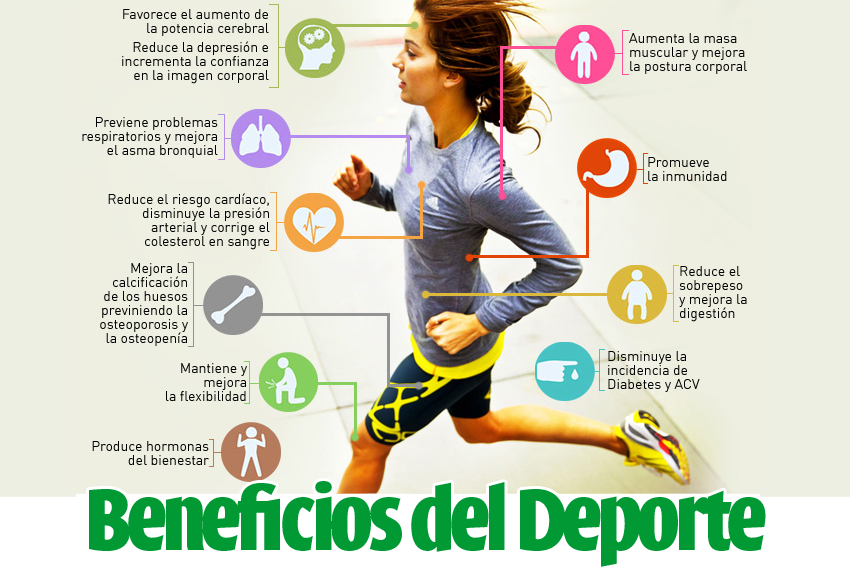 Favorece el aumento de
la potencia cerebral
Reduce la depresión e
incrementa la confianza
en la imagen corporal
Previene problemas
respiratorios y mejora
el asma bronquial
Reduce el riesgo cardíaco,
disminuye la presión
arterial y corrige el
colesterol en sangre
Mejora la
calcificación
de los huesos
previniendo la
osteoporosis y
la osteopenía
Mantiene y
mejora
la flexibilidad
Produce hormonas
del bienestar
Aumenta la masa
muscular y mejora
la postura corporal
Promueve
la inmunidad
Reduce el
sobrepeso
y mejora la
digestión
Disminuye la
incidencia de
Diabetes y ACV
Beneficios del Deporte